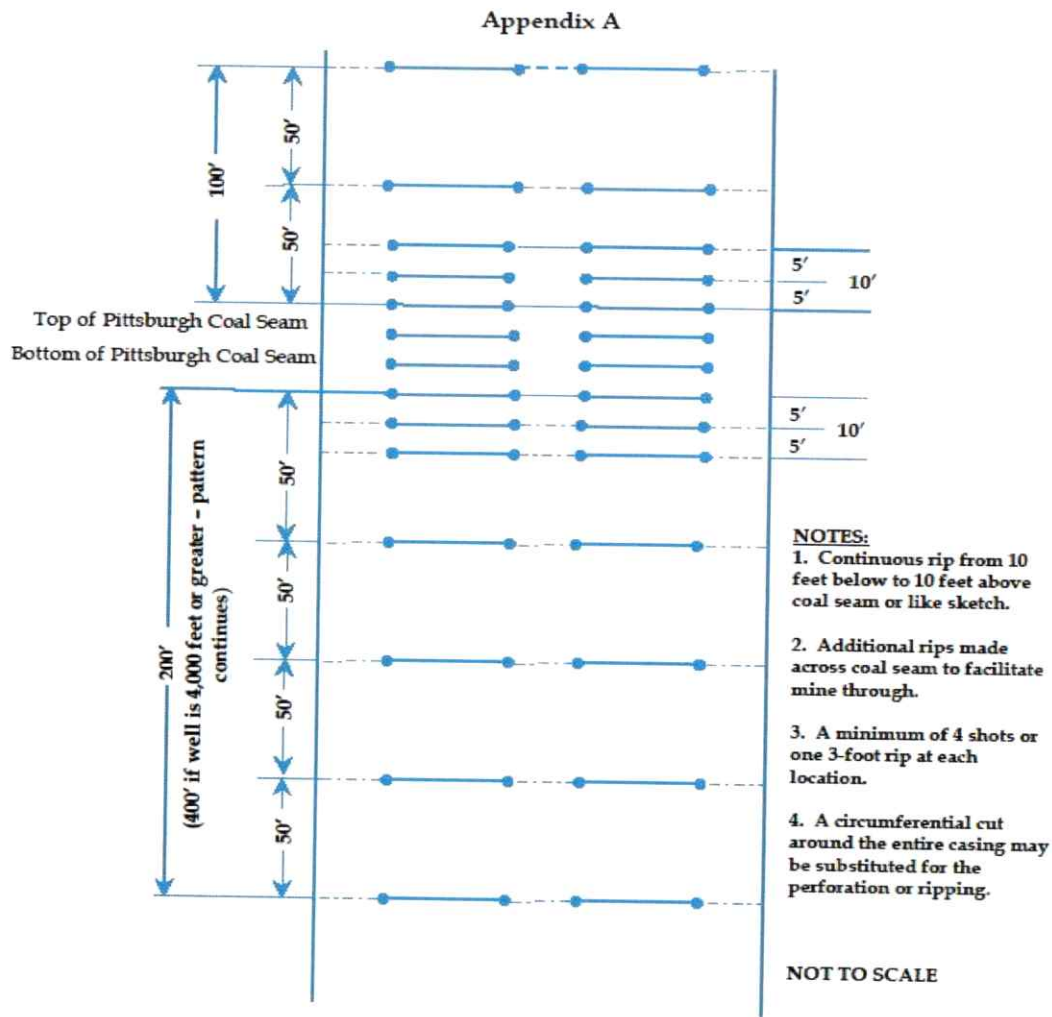 Appendix A
100'
50'
50'
5'
10'
5'
Top of Pittsburgh Coal Seam
Bottom of Pittsburgh Coal Seam
5'
10'
5'
200'
(400' if well is 4,000 feet or greater – pattern
continues)
50'
50'
50'
50'
NOTES:
1. Continuous rip from 10
feet below to 10 feet above
coal seam or like sketch.
2. Additional rips made
across coal seam to facilitate
mine through.
3. A minimum of 4 shots or
one 3-foot rip at each
location.
4. A circumferential cut
around the entire casing may
be substituted for the
perforation or ripping.
NOT TO SCALE